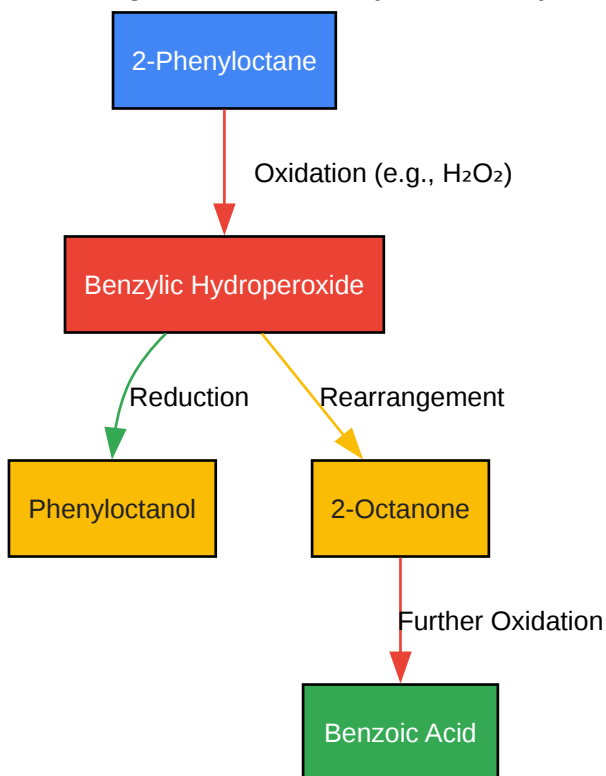 2-Phenyloctane
Oxidation (e.g., H₂O₂)
Benzylic Hydroperoxide
Reduction
Rearrangement
Phenyloctanol
2-Octanone
Further Oxidation
Benzoic Acid